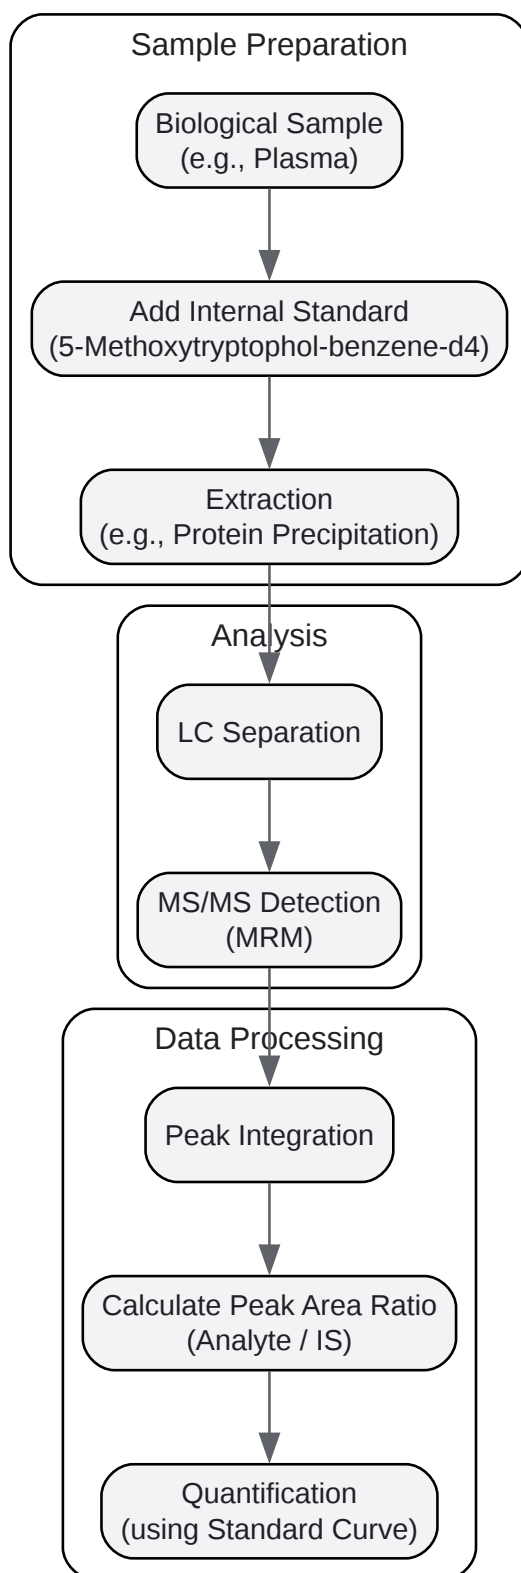 Sample Preparation
Biological Sample
(e.g., Plasma)
Add Internal Standard
(5-Methoxytryptophol-benzene-d4)
Extraction
(e.g., Protein Precipitation)
Analysis
LC Separation
MS/MS Detection
(MRM)
Data Processing
Peak Integration
Calculate Peak Area Ratio
(Analyte / IS)
Quantification
(using Standard Curve)